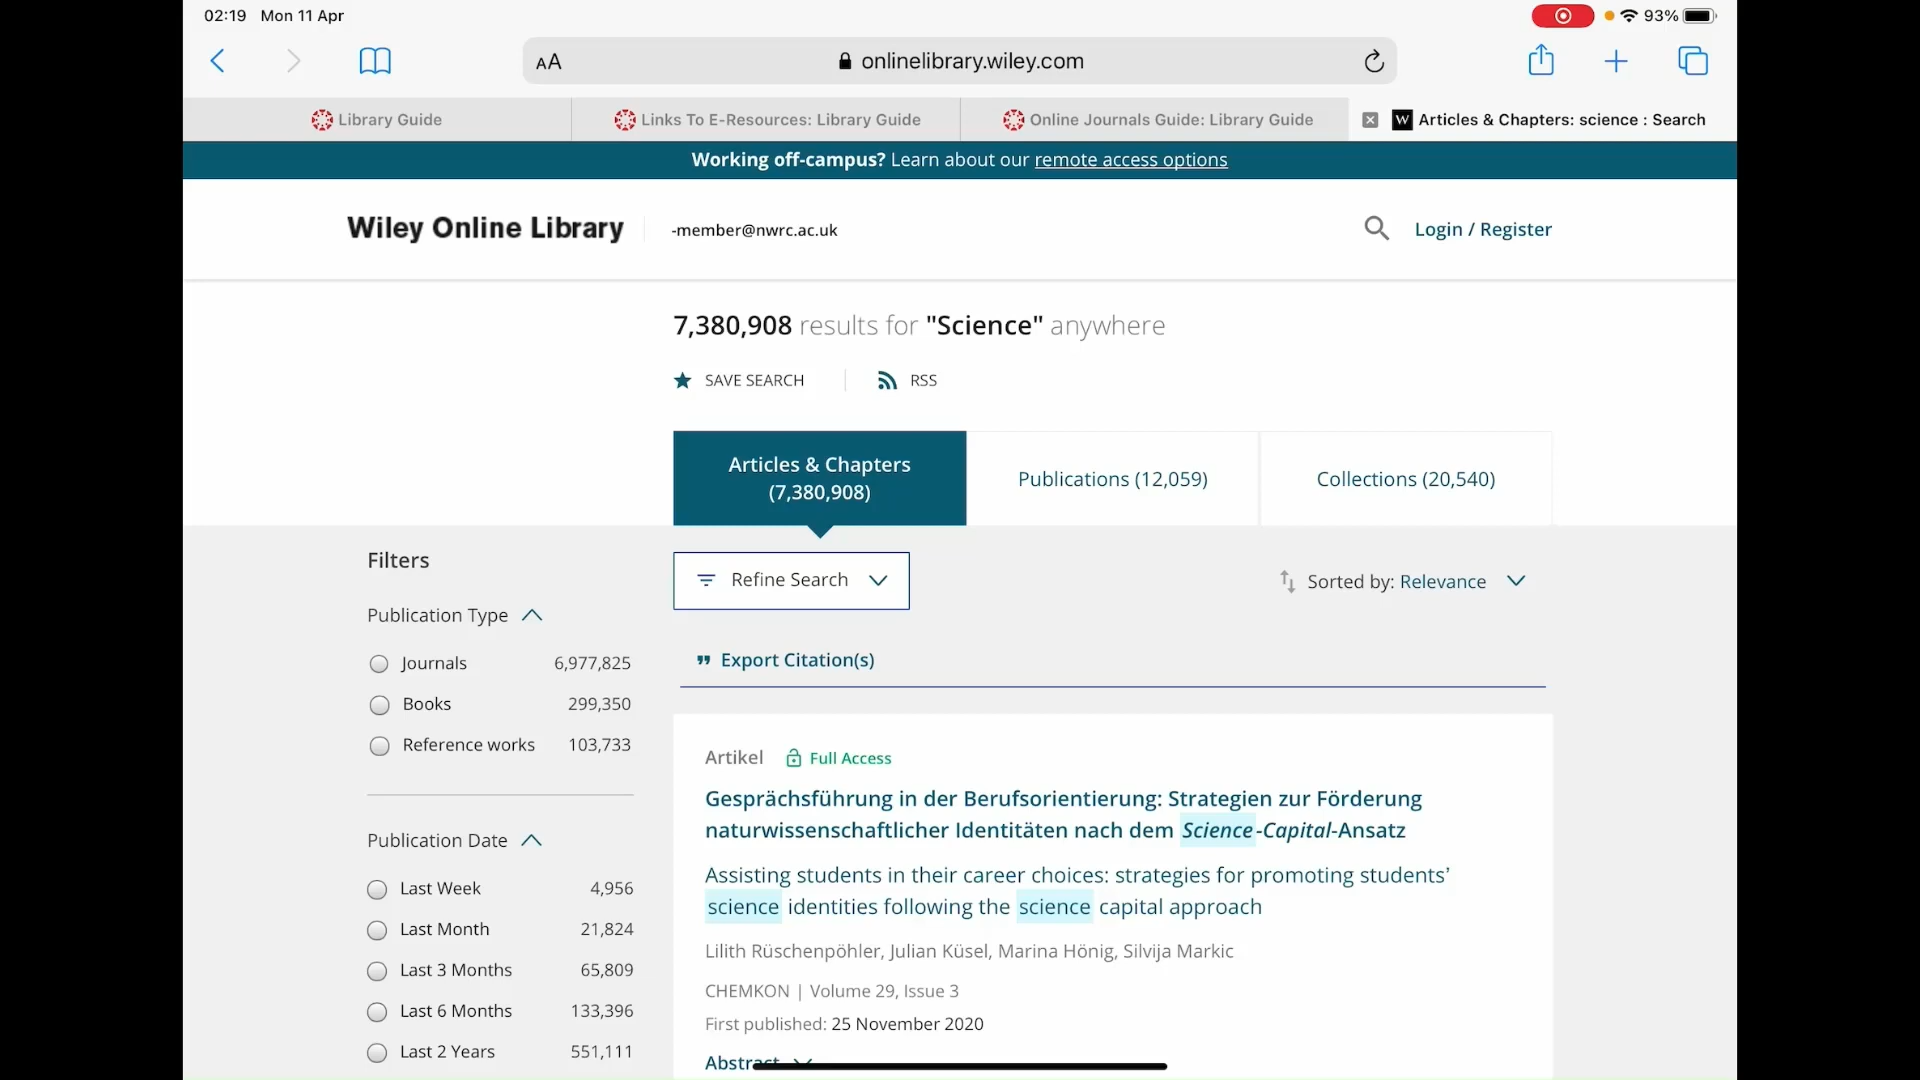 02:19 Mon 11 Apr
93%
AA
onlinelibrary.wiley.com
Library Guide
Links To E-Resources: Library Guide
Online Journals Guide: Library Guide
W Articles & Chapters: science : Search
Working off-campus? Learn about our remote access options
Wiley Online Library
-member@nwrc.ac.uk
Login / Register
7,380,908 results for "Science" anywhere
SAVE SEARCH
RSS
Articles & Chapters
(7,380,908)
Publications (12,059)
Collections (20,540)
Filters
Refine Search
Sorted by: Relevance
Publication Type
Journals 6,977,825
Books 299,350
Reference works 103,733
Export Citation(s)
Publication Date
Last Week 4,956
Last Month 21,824
Last 3 Months 65,809
Last 6 Months 133,396
Last 2 Years 551,111
Artikel Full Access
Gesprächsführung in der Berufsorientierung: Strategien zur Förderung
naturwissenschaftlicher Identitäten nach dem Science-Capital-Ansatz
Assisting students in their career choices: strategies for promoting students’
science identities following the science capital approach
Lilith Rüschenpöhler, Julian Küsel, Marina Hönig, Silvija Markic
CHEMKON | Volume 29, Issue 3
First published: 25 November 2020
Abstract